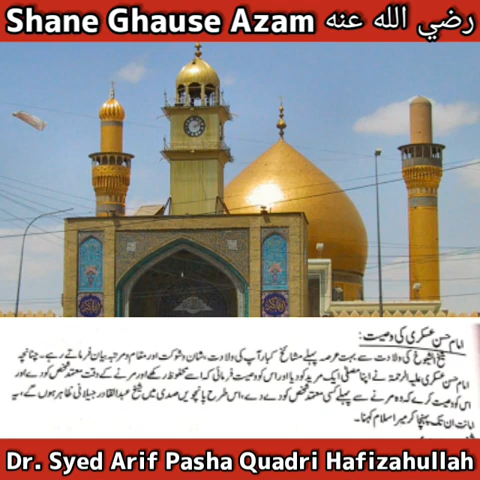 Shane Ghause Azam رضي الله عنه
امام حسن عسکری کی وصیت:
شیخ الشیوخ کی ولادت سے بہت عرصہ پہلے مشائخ کبار آپ کی ولادت، شان و شوکت اور مقام و مرتبہ بیان فرماتے رہے۔ چنانچہ
امام حسن عسکری علیہ الرحمۃ نے اپنا مصلّٰی ایک مرید کو دیا اور اس کو وصیت فرمائی کہ اسے محفوظ رکھے اور مرنے کے وقت معتمد شخص کو دے اور
اس کو وصیت کرے کہ وہ مرنے سے پہلے کسی معتمد شخص کو دے دے، اس طرح پانچویں صدی میں شیخ عبدالقادر جیلانی ظاہر ہوں گے، یہ
امانت ان تک پہنچا کر میرا سلام کہنا۔
Dr. Syed Arif Pasha Quadri Hafizahullah